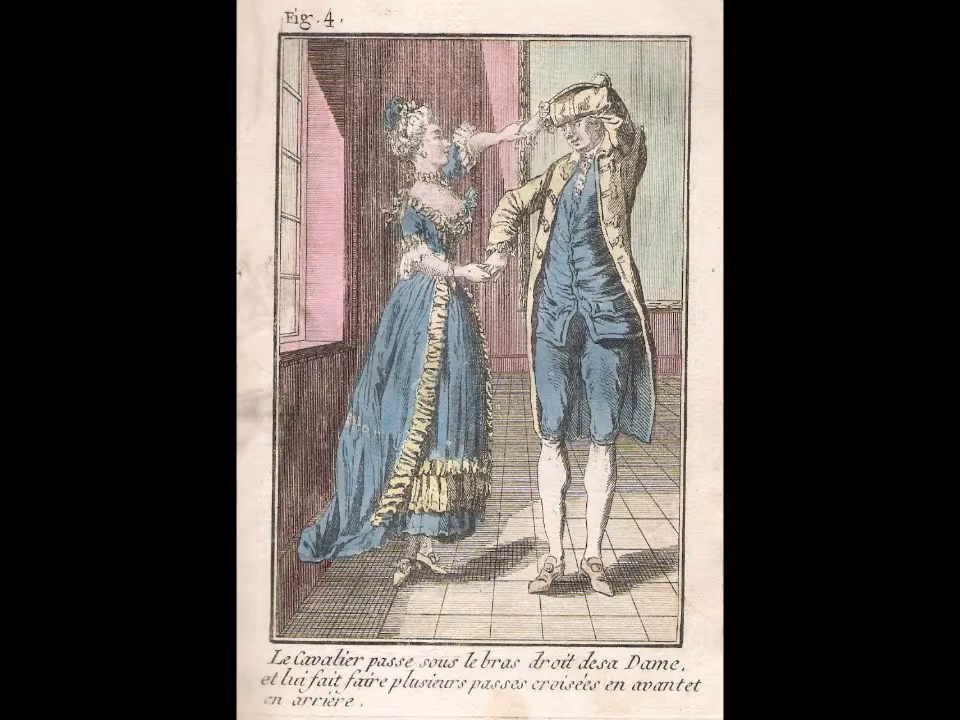 Fig. 4.
Le Cavalier passe sous le bras droit de sa Dame,
et lui fait faire plusieurs passes croisées en avant et
en arrière.